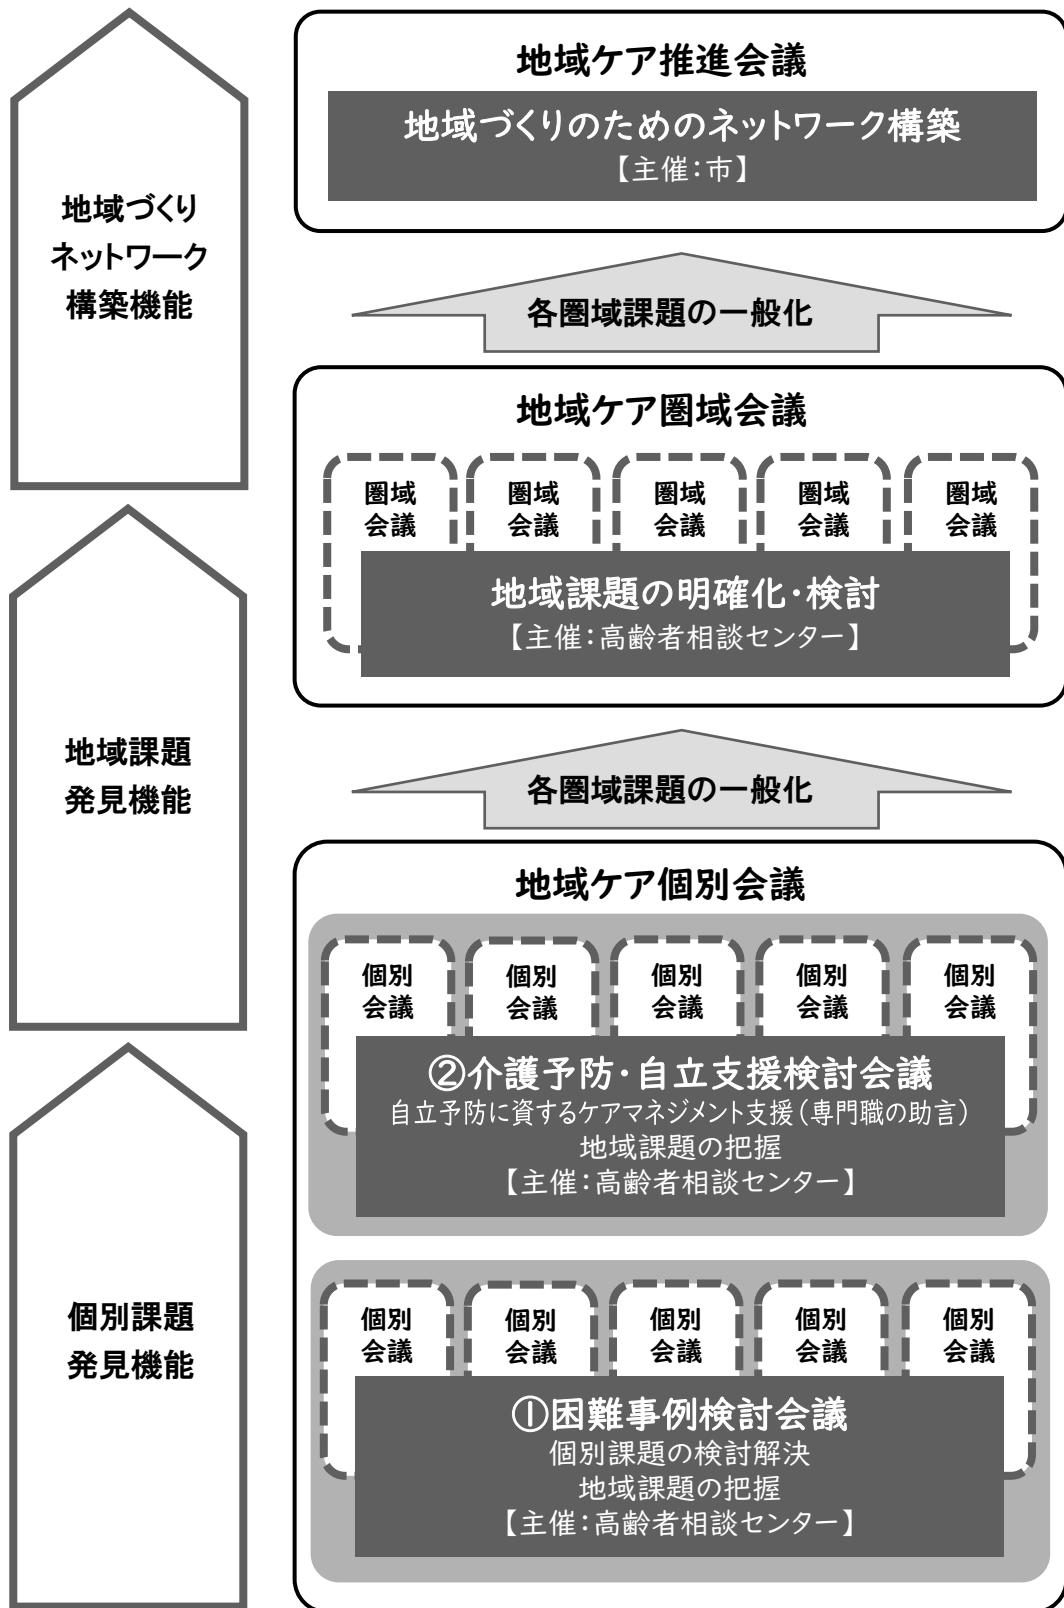 地域づくり
ネットワーク
構築機能
地域ケア推進会議
地域づくりのためのネットワーク構築
【主催：市】
各圏域課題の一般化
地域ケア圏域会議
圏域
会議
圏域
会議
圏域
会議
圏域
会議
圏域
会議
地域課題の明確化・検討
【主催：高齢者相談センター】
地域課題
発見機能
各圏域課題の一般化
地域ケア個別会議
個別
会議
個別
会議
個別
会議
個別
会議
個別
会議
②介護予防・自立支援検討会議
自立予防に資するケアマネジメント支援（専門職の助言）
地域課題の把握
【主催：高齢者相談センター】
個別課題
発見機能
個別
会議
個別
会議
個別
会議
個別
会議
個別
会議
①困難事例検討会議
個別課題の検討解決
地域課題の把握
【主催：高齢者相談センター】